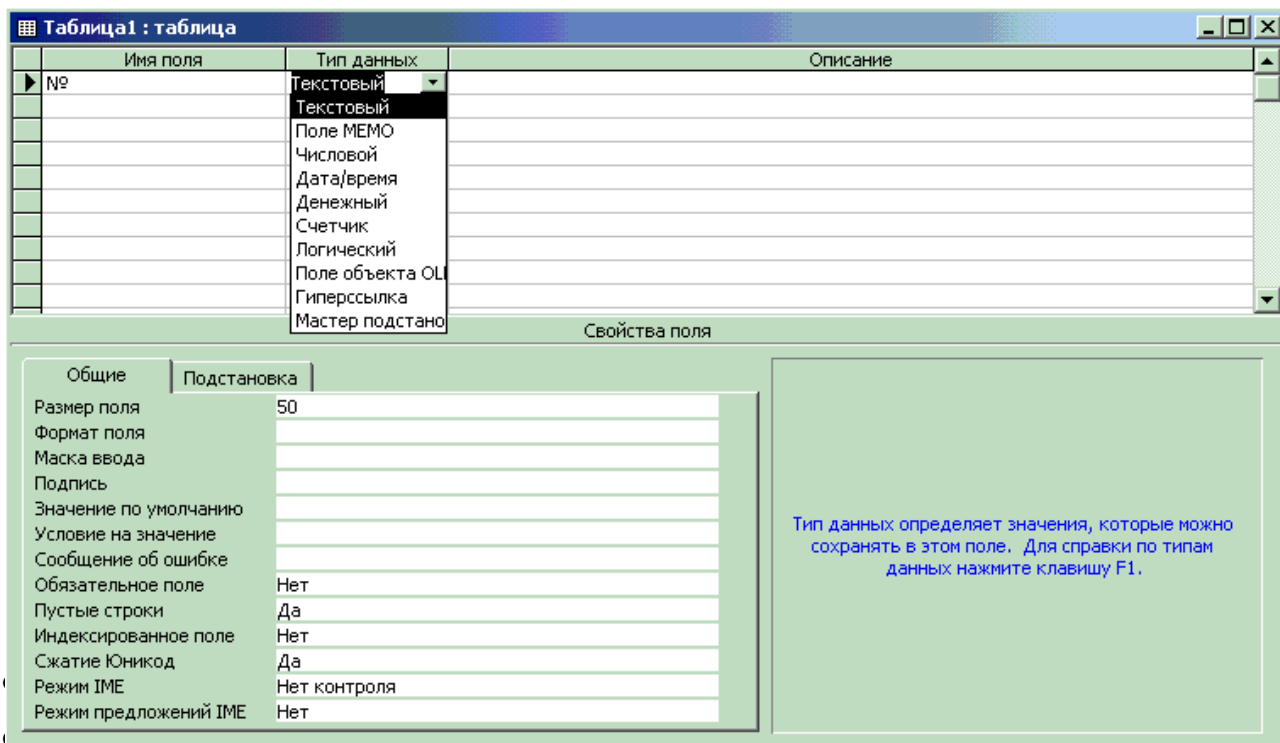 Таблица1 : таблица
Имя поля Тип данных Описание
№ Текстовый
Текстовый
Поле МЕМО
Числовой
Дата/время
Денежный
Счетчик
Логический
Поле объекта OLE
Гиперссылка
Мастер подстано
Свойства поля
Общие Подстановка
Размер поля 50
Формат поля
Маска ввода
Подпись
Значение по умолчанию
Условие на значение
Сообщение об ошибке
Обязательное поле Нет
Пустые строки Да
Индексированное поле Нет
Сжатие Юникод Да
Режим IME Нет контроля
Режим предложений IME Нет
Тип данных определяет значения, которые можно
сохранять в этом поле. Для справки по типам
данных нажмите клавишу F1.